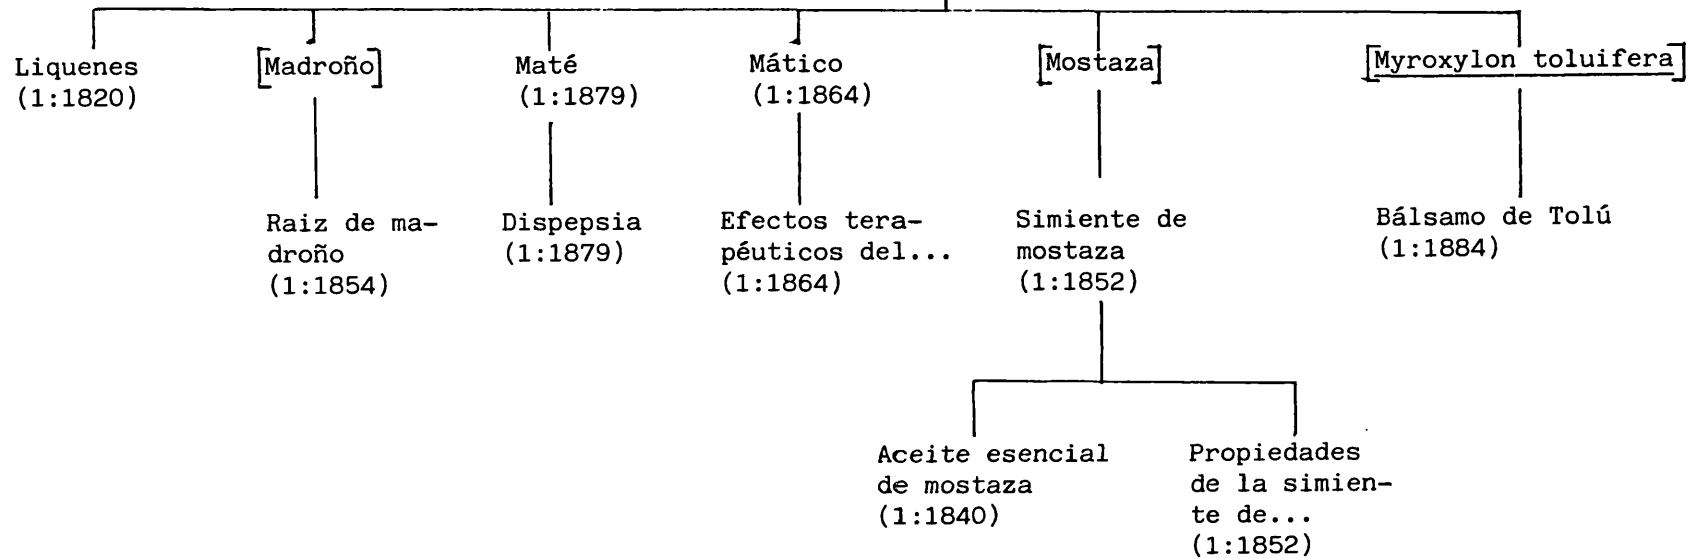 Liquenes
(1:1820)
[Madroño]
Maté
(1:1879)
Mático
(1:1864)
[Mostaza]
[Myroxylon toluifera]
Raiz de ma-
droño
(1:1854)
Dispepsia
(1:1879)
Efectos tera-
péuticos del...
(1:1864)
Simiente de
mostaza
(1:1852)
Bálsamo de Tolú
(1:1884)
Aceite esencial
de mostaza
(1:1840)
Propiedades
de la simien-
te de...
(1:1852)